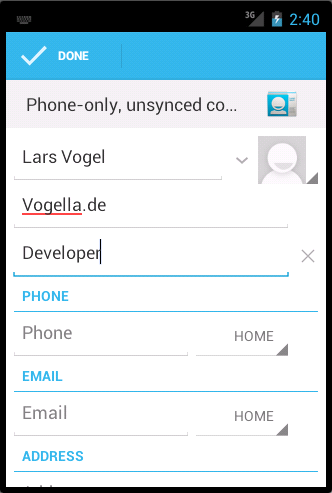 3G 2:40
DONE
Phone-only, unsynced co...
Lars Vogel
Vogella.de
Developer
PHONE
Phone HOME
EMAIL
Email HOME
ADDRESS